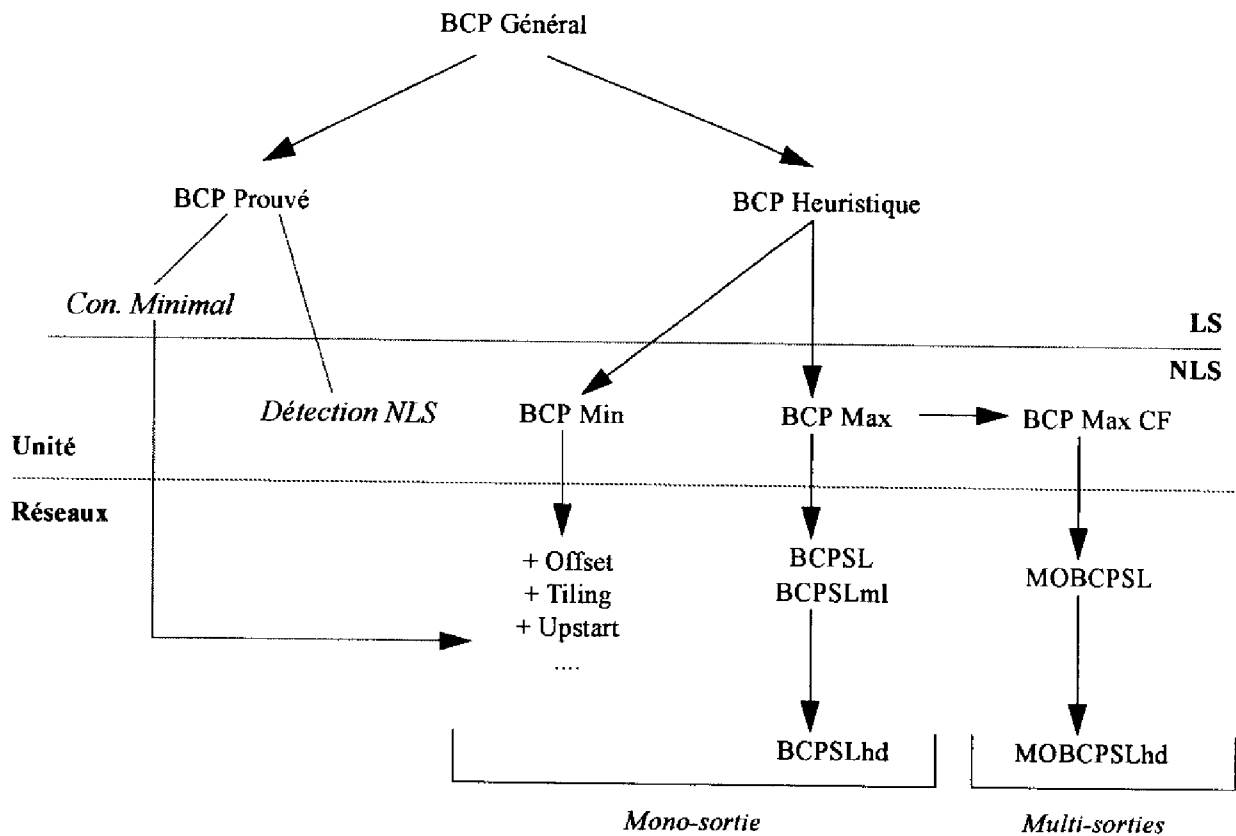 BCP Général
BCP Prouvé
BCP Heuristique
Con. Minimal
LS
NLS
Détection NLS
BCP Min
BCP Max
BCP Max CF
Unité
Réseaux
+ Offset
+ Tiling
+ Upstart
....
BCPSL
BCPSLml
MOBCPSL
BCPSLhd
MOBCPSLhd
Mono-sortie
Multi-sorties